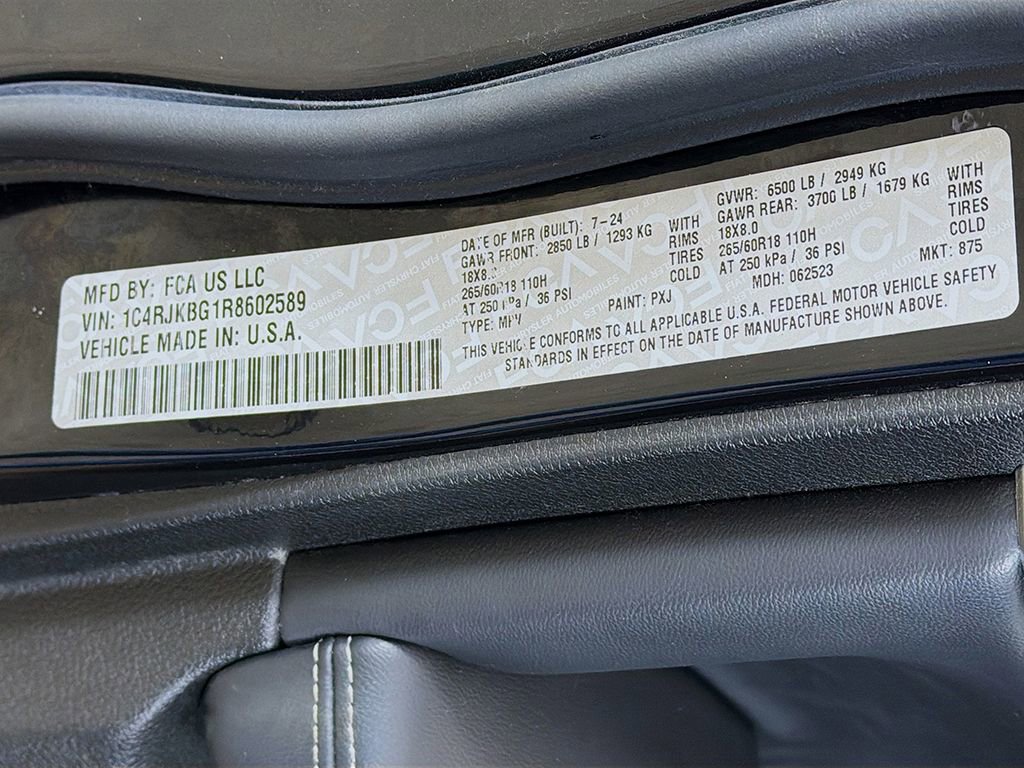 MFD BY: FCA US LLC
VIN: 1C4RJKBG1R8602589
VEHICLE MADE IN: U.S.A.
DATE OF MFR (BUILT): 7-24
GAWR FRONT: 2850 LB / 1293 KG WITH
18X8.0 RIMS
265/60R18 110H TIRES
AT 250 kPa / 36 PSI COLD
TYPE: MPV PAINT: PXJ
GVWR: 6500 LB / 2949 KG
GAWR REAR: 3700 LB / 1679 KG WITH
18X8.0 RIMS
265/60R18 110H TIRES
AT 250 kPa / 36 PSI COLD
MDH: 062523 MKT: 875
THIS VEHICLE CONFORMS TO ALL APPLICABLE U.S.A. FEDERAL MOTOR VEHICLE SAFETY
STANDARDS IN EFFECT ON THE DATE OF MANUFACTURE SHOWN ABOVE.